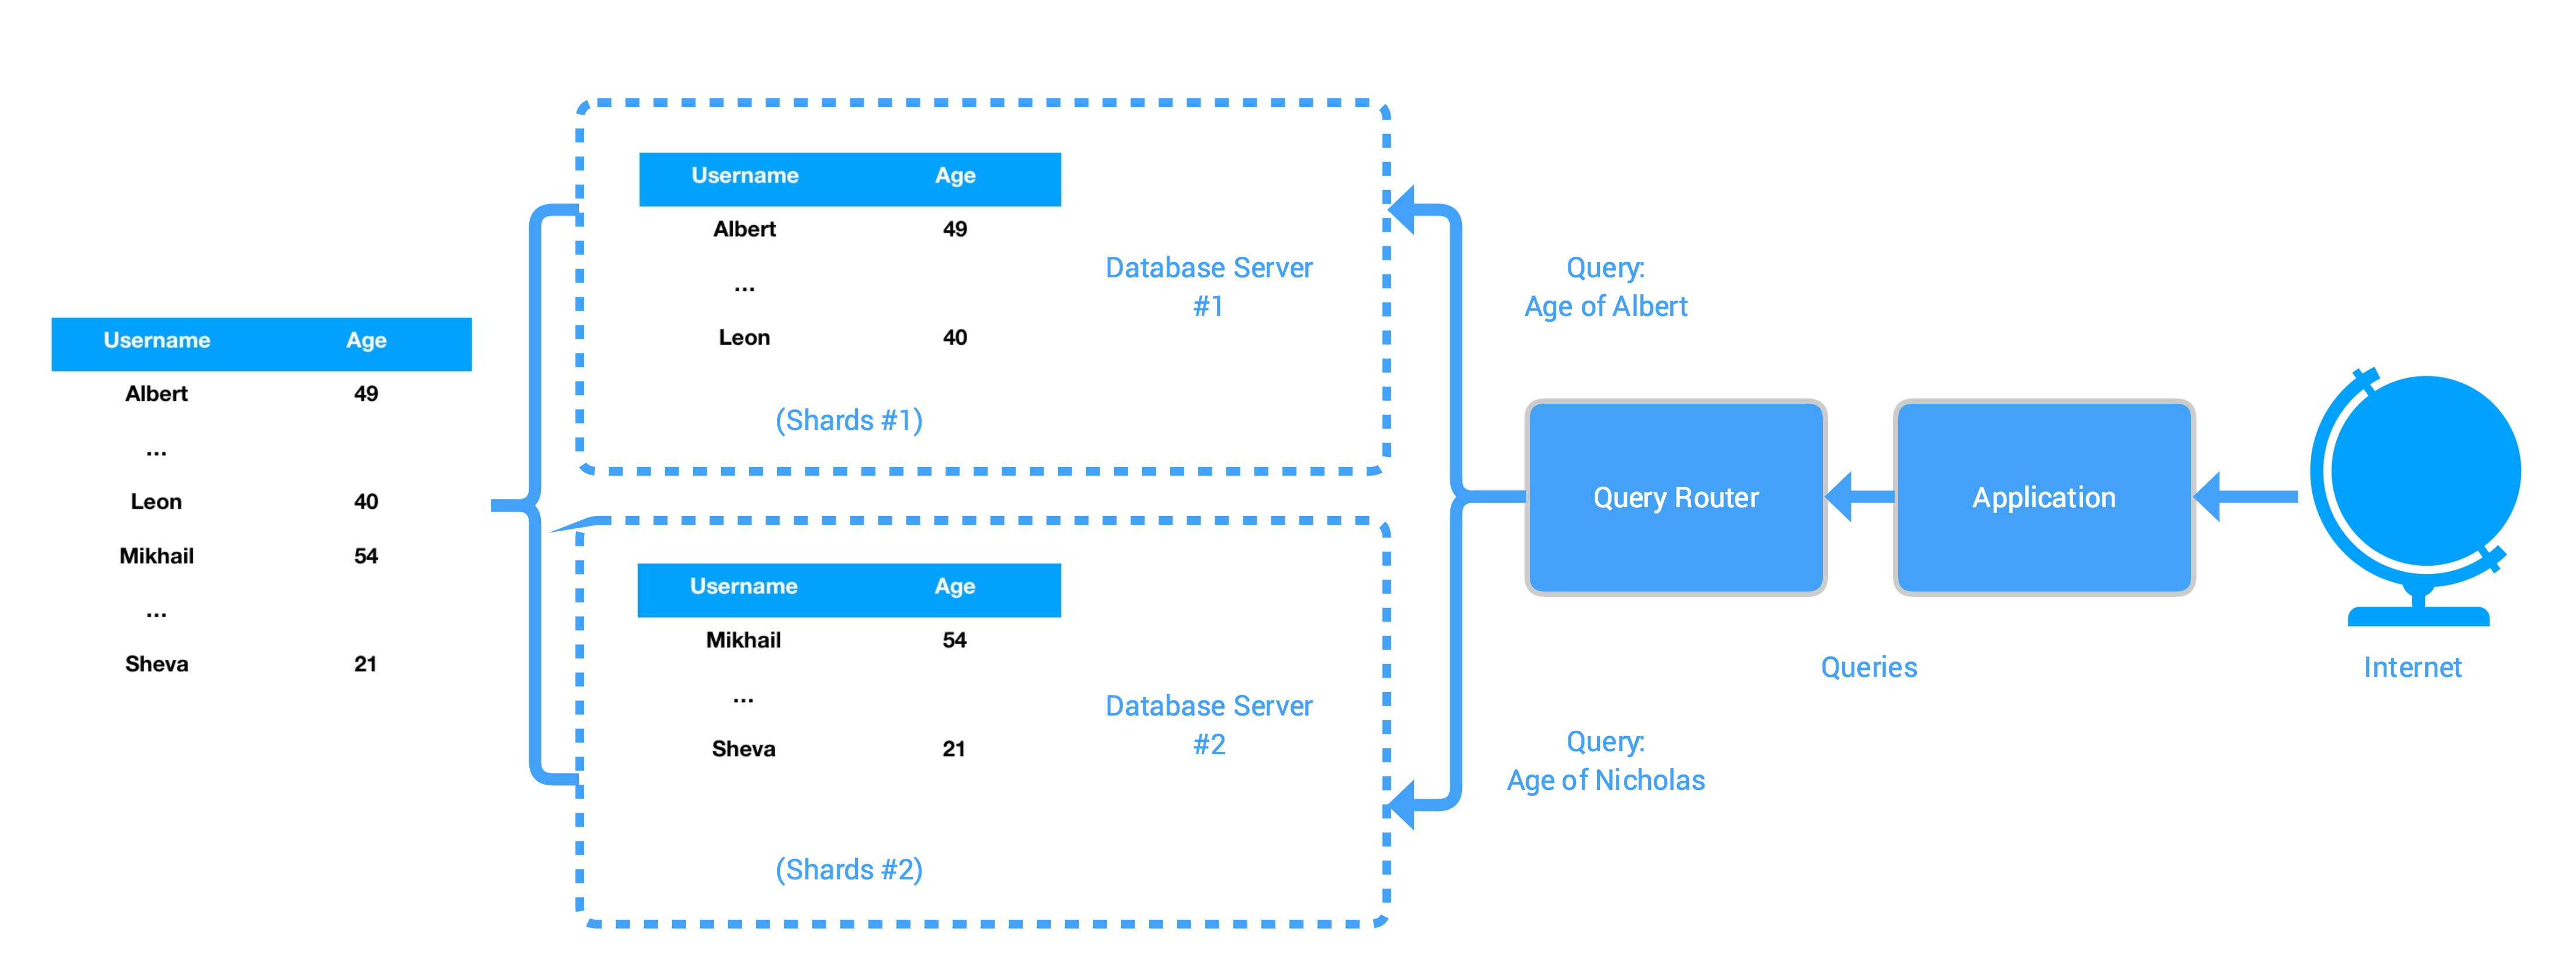 Username Age
Albert 49
...
Leon 40
Mikhail 54
...
Sheva 21
Username Age
Albert 49
...
Leon 40
(Shards #1)
Database Server
#1
Username Age
Mikhail 54
...
Sheva 21
(Shards #2)
Database Server
#2
Query:
Age of Albert
Query Router
Application
Queries
Internet
Query:
Age of Nicholas